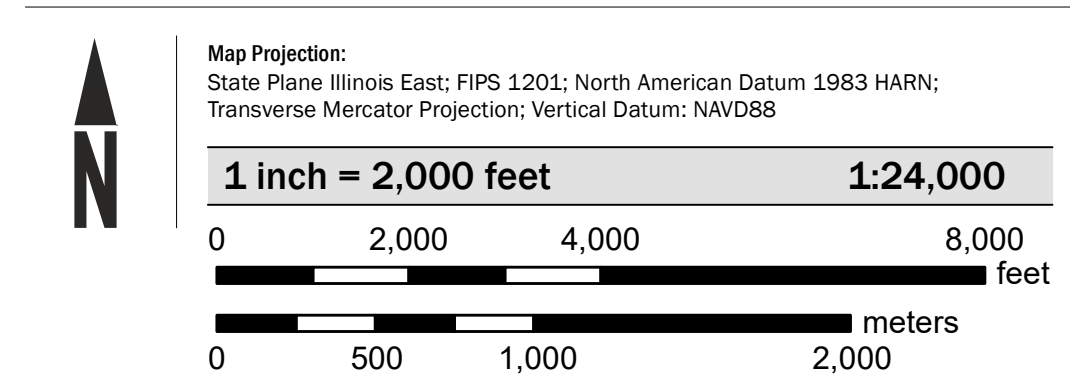 N
Map Projection:
State Plane Illinois East; FIPS 1201; North American Datum 1983 HARN;
Transverse Mercator Projection; Vertical Datum: NAVD88
1 inch = 2,000 feet 1:24,000
0 2,000 4,000 8,000
feet
meters
0 500 1,000 2,000